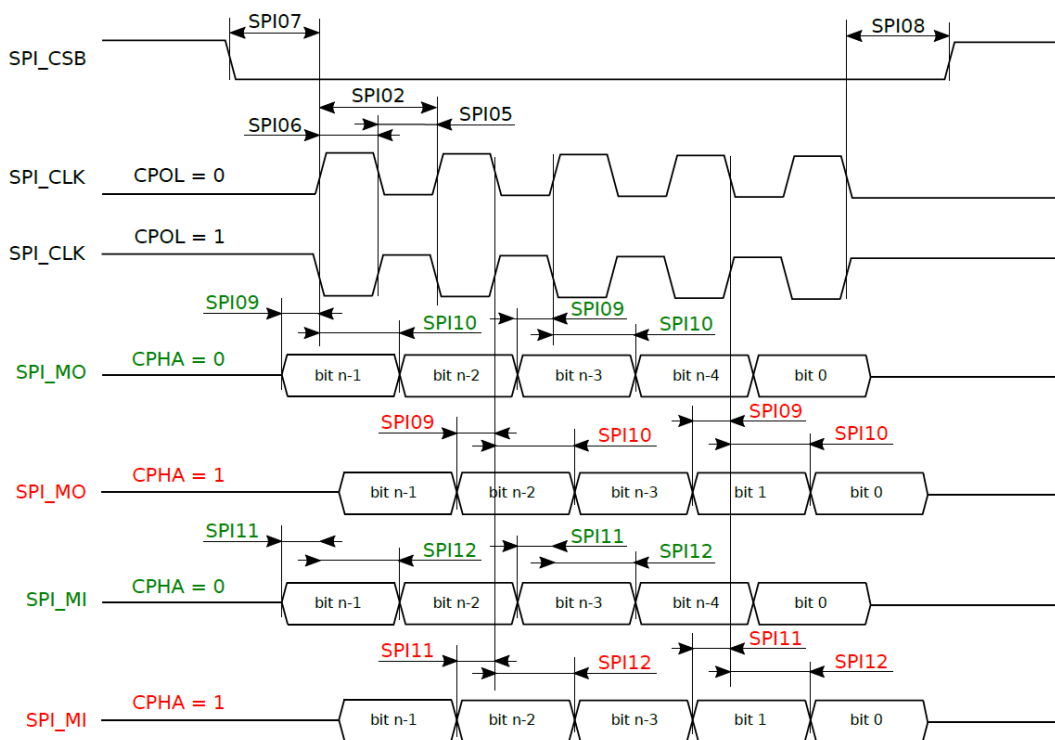 SPI07
SPI08
SPI_CSB
SPI02
SPI05
SPI06
SPI_CLK CPOL = 0
CPOL = 1
SPI_CLK
SPI09 SPI09
SPI10 SPI10
CPHA = 0
SPI_MO bit n-1 bit n-2 bit n-3 bit n-4 bit 0
SPI09 SPI09
SPI10 SPI10
CPHA = 1
SPI_MO bit n-1 bit n-2 bit n-3 bit 1 bit 0
SPI11 SPI11
SPI12 SPI12
CPHA = 0
SPI_MI bit n-1 bit n-2 bit n-3 bit n-4 bit 0
SPI11 SPI11
SPI12 SPI12
CPHA = 1
SPI_MI bit n-1 bit n-2 bit n-3 bit 1 bit 0